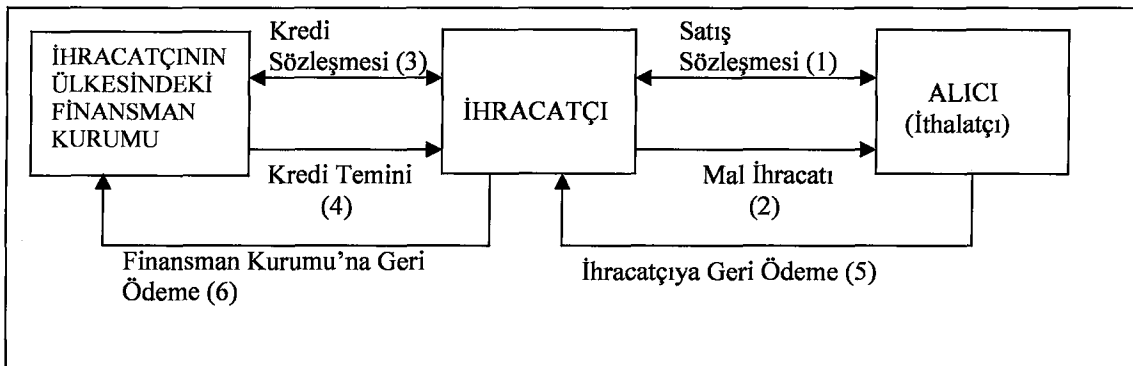 İHRACATÇININ
ÜLKESİNDEKİ
FİNANSMAN
KURUMU
Kredi
Sözleşmesi (3)
İHRACATÇI
Satış
Sözleşmesi (1)
ALICI
(İthalatçı)
Kredi Temini
(4)
Mal İhracatı
(2)
Finansman Kurumu'na Geri
Ödeme (6)
İhracatçıya Geri Ödeme (5)